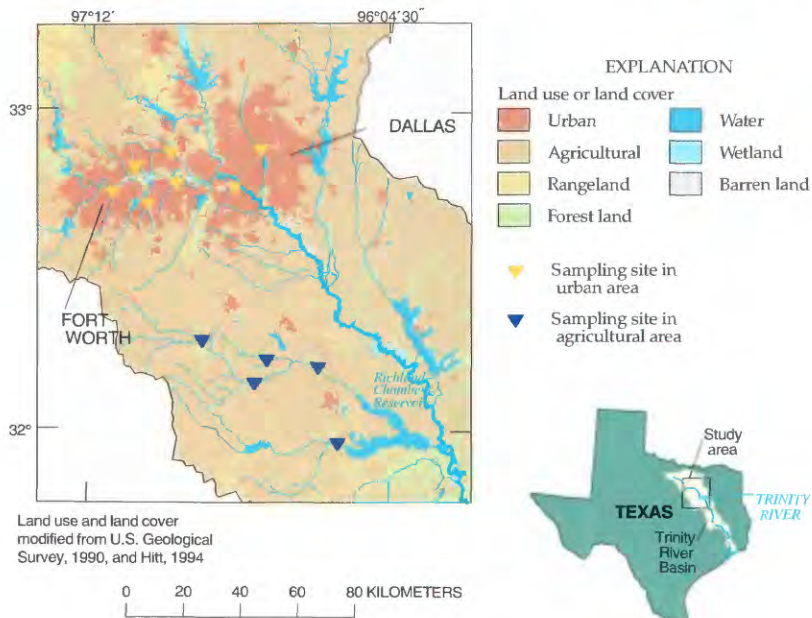 97°12′
96°04′30″
33°
32°
DALLAS
FORT
WORTH
Richland-
Chambers
Reservoir
Land use and land cover
modified from U.S. Geological
Survey, 1990, and Hitt, 1994
0 20 40 60 80 KILOMETERS
EXPLANATION
Land use or land cover
Urban
Agricultural
Rangeland
Forest land
Water
Wetland
Barren land
Sampling site in
urban area
Sampling site in
agricultural area
Study
area
TEXAS
TRINITY
RIVER
Trinity
River
Basin